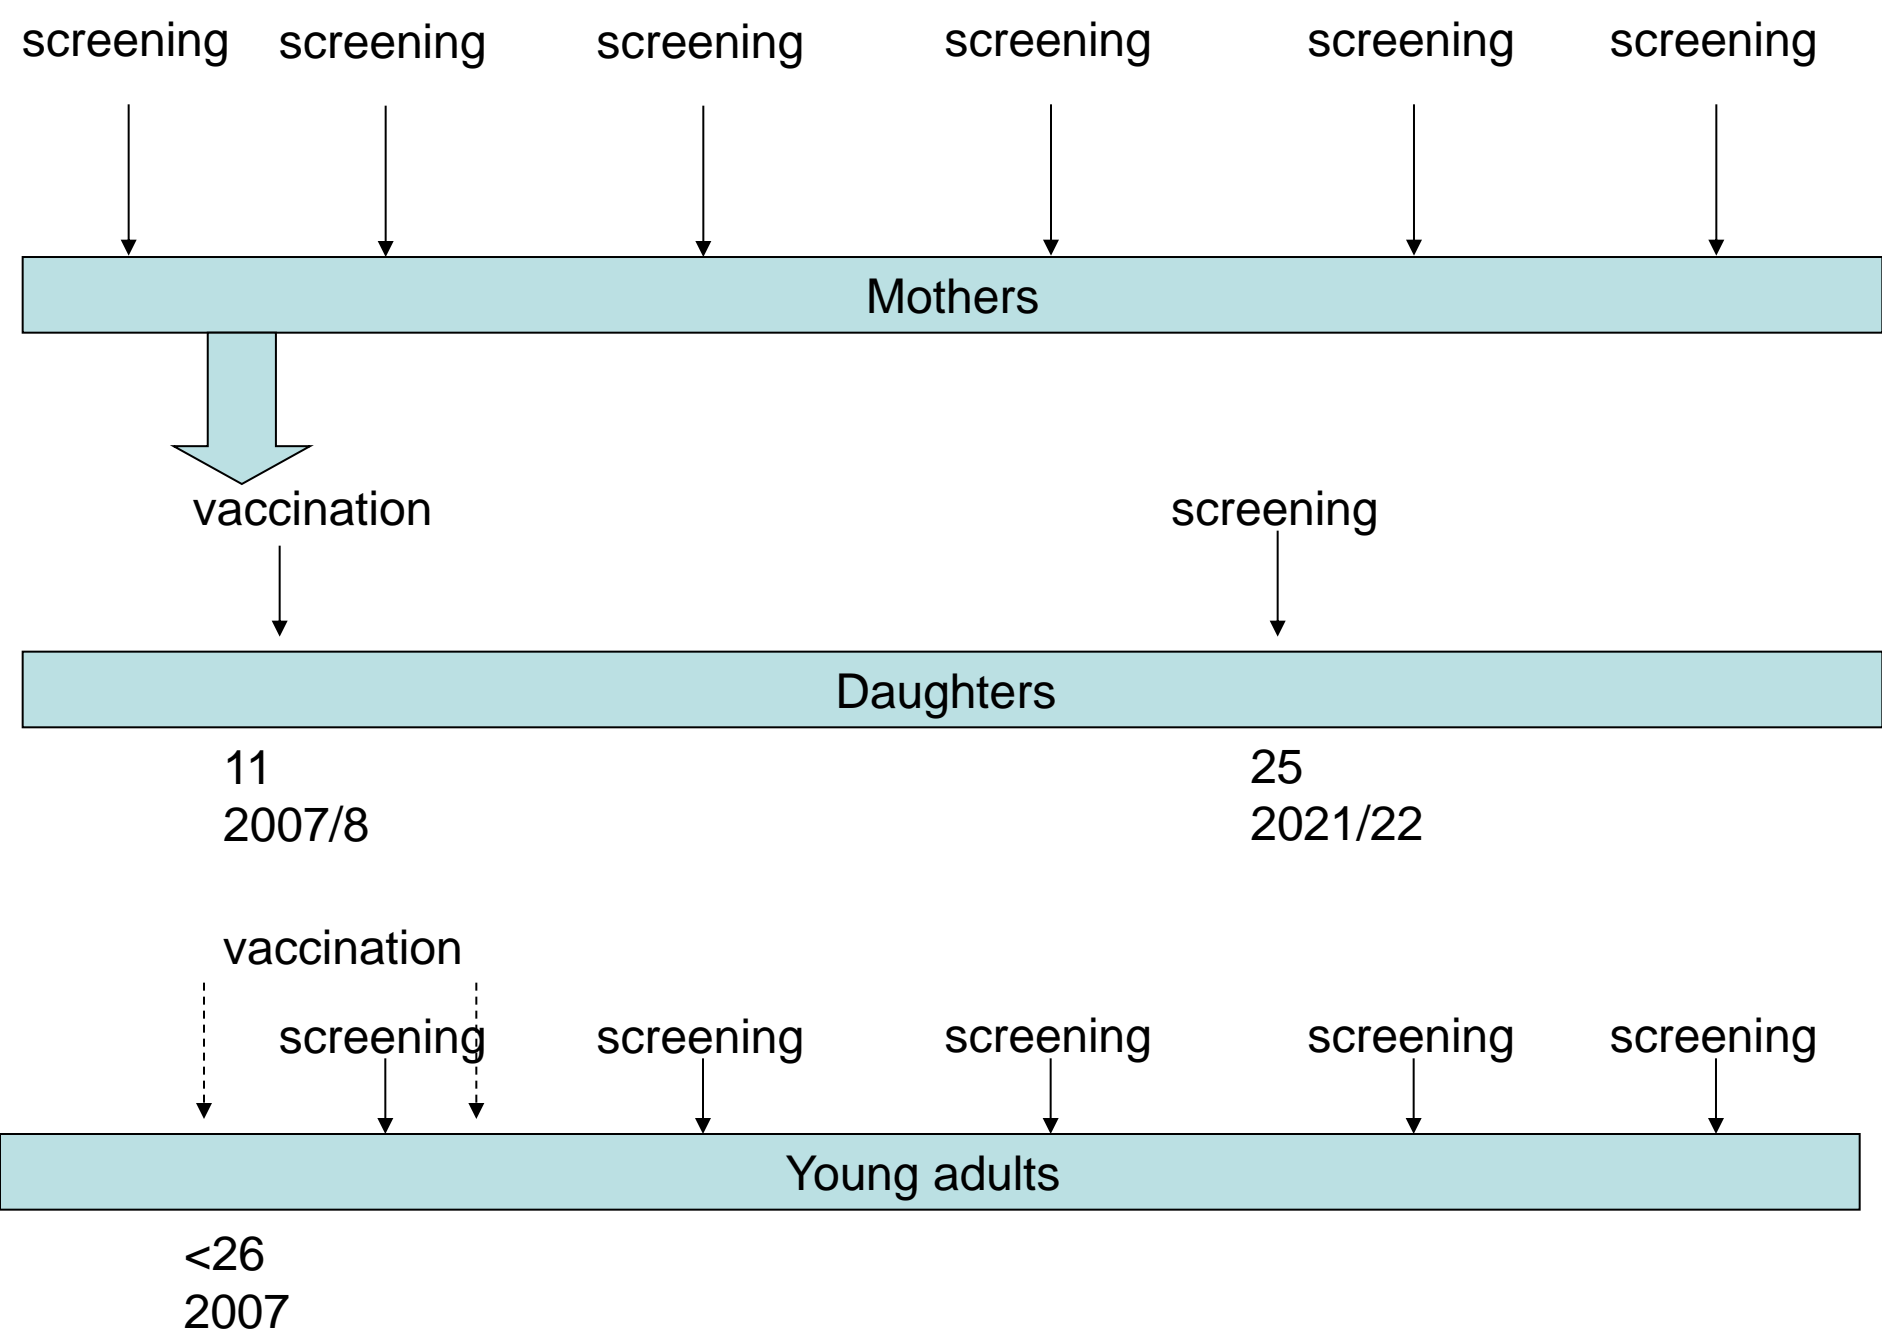 screening screening screening screening screening screening
Mothers
vaccination screening
Daughters
11 25
2007/8 2021/22
vaccination
screening screening screening screening screening
Young adults
<26
2007